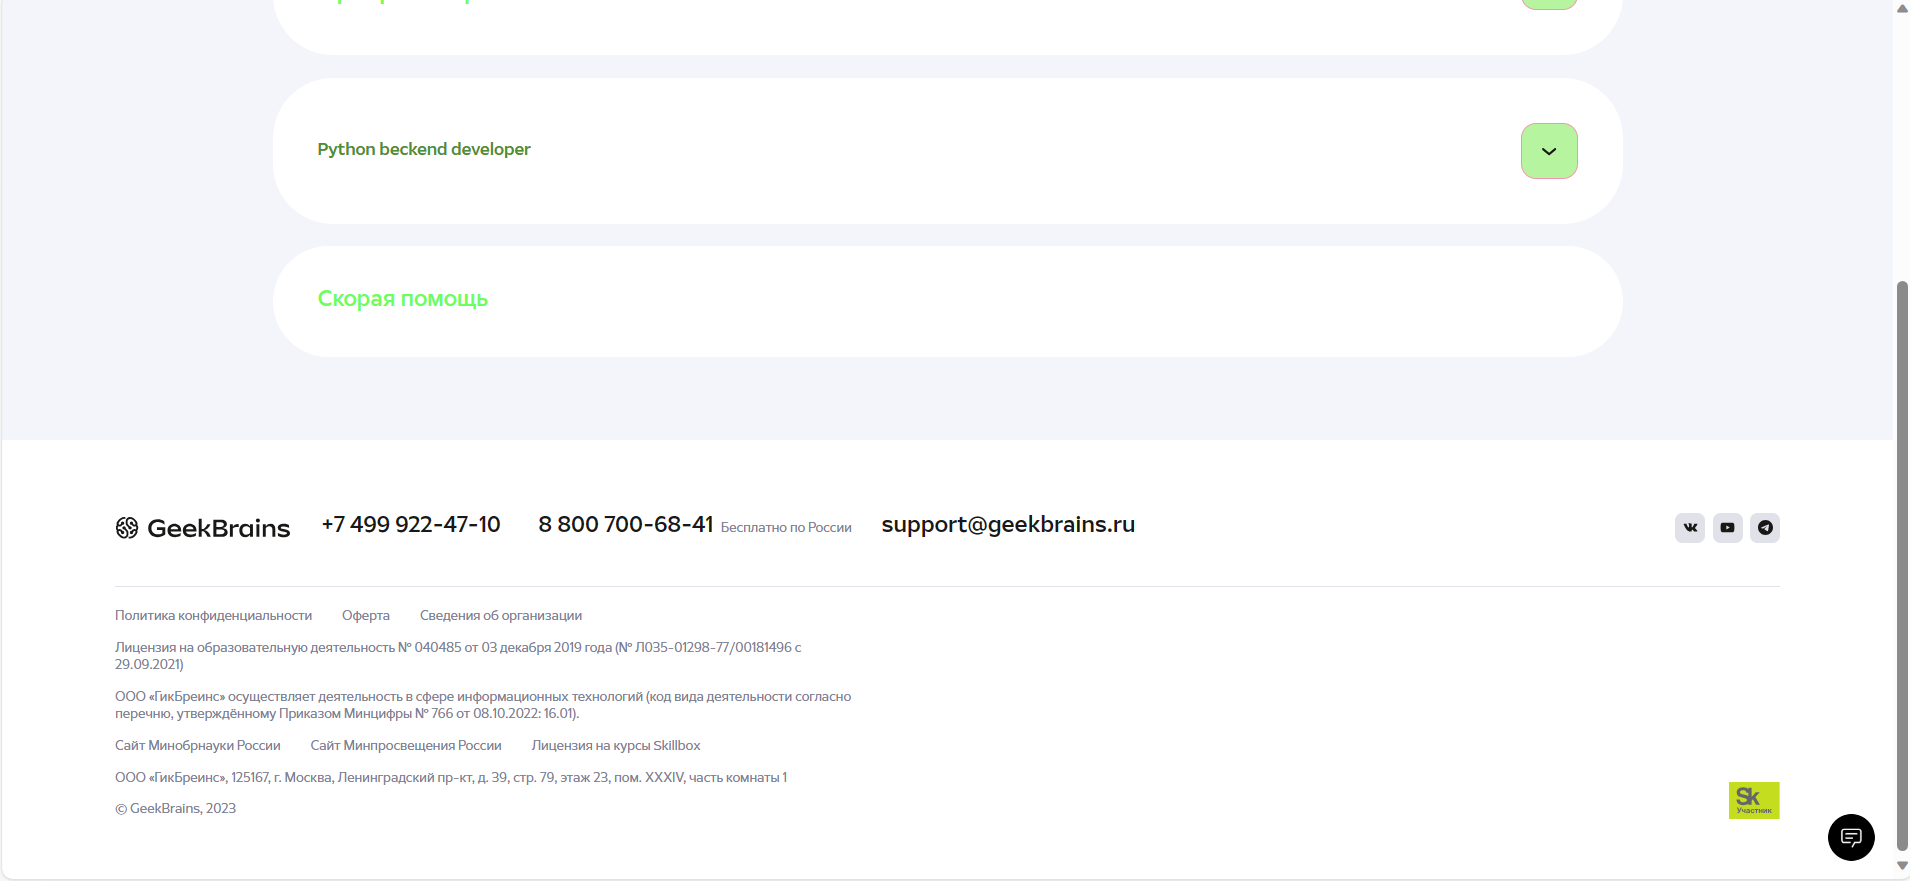 Python beckend developer
Скорая помощь
GeekBrains +7 499 922-47-10 8 800 700-68-41 Бесплатно по России support@geekbrains.ru
Политика конфиденциальности Оферта Сведения об организации
Лицензия на образовательную деятельность № 040485 от 03 декабря 2019 года (№ Л035-01298-77/00181496 с
29.09.2021)
ООО «ГикБреинс» осуществляет деятельность в сфере информационных технологий (код вида деятельности согласно
перечню, утверждённому Приказом Минцифры № 766 от 08.10.2022: 16.01).
Сайт Минобрнауки России Сайт Минпросвещения России Лицензия на курсы Skillbox
ООО «ГикБреинс», 125167, г. Москва, Ленинградский пр-кт, д. 39, стр. 79, этаж 23, пом. XXXIV, часть комнаты 1
© GeekBrains, 2023
Sk
Участник